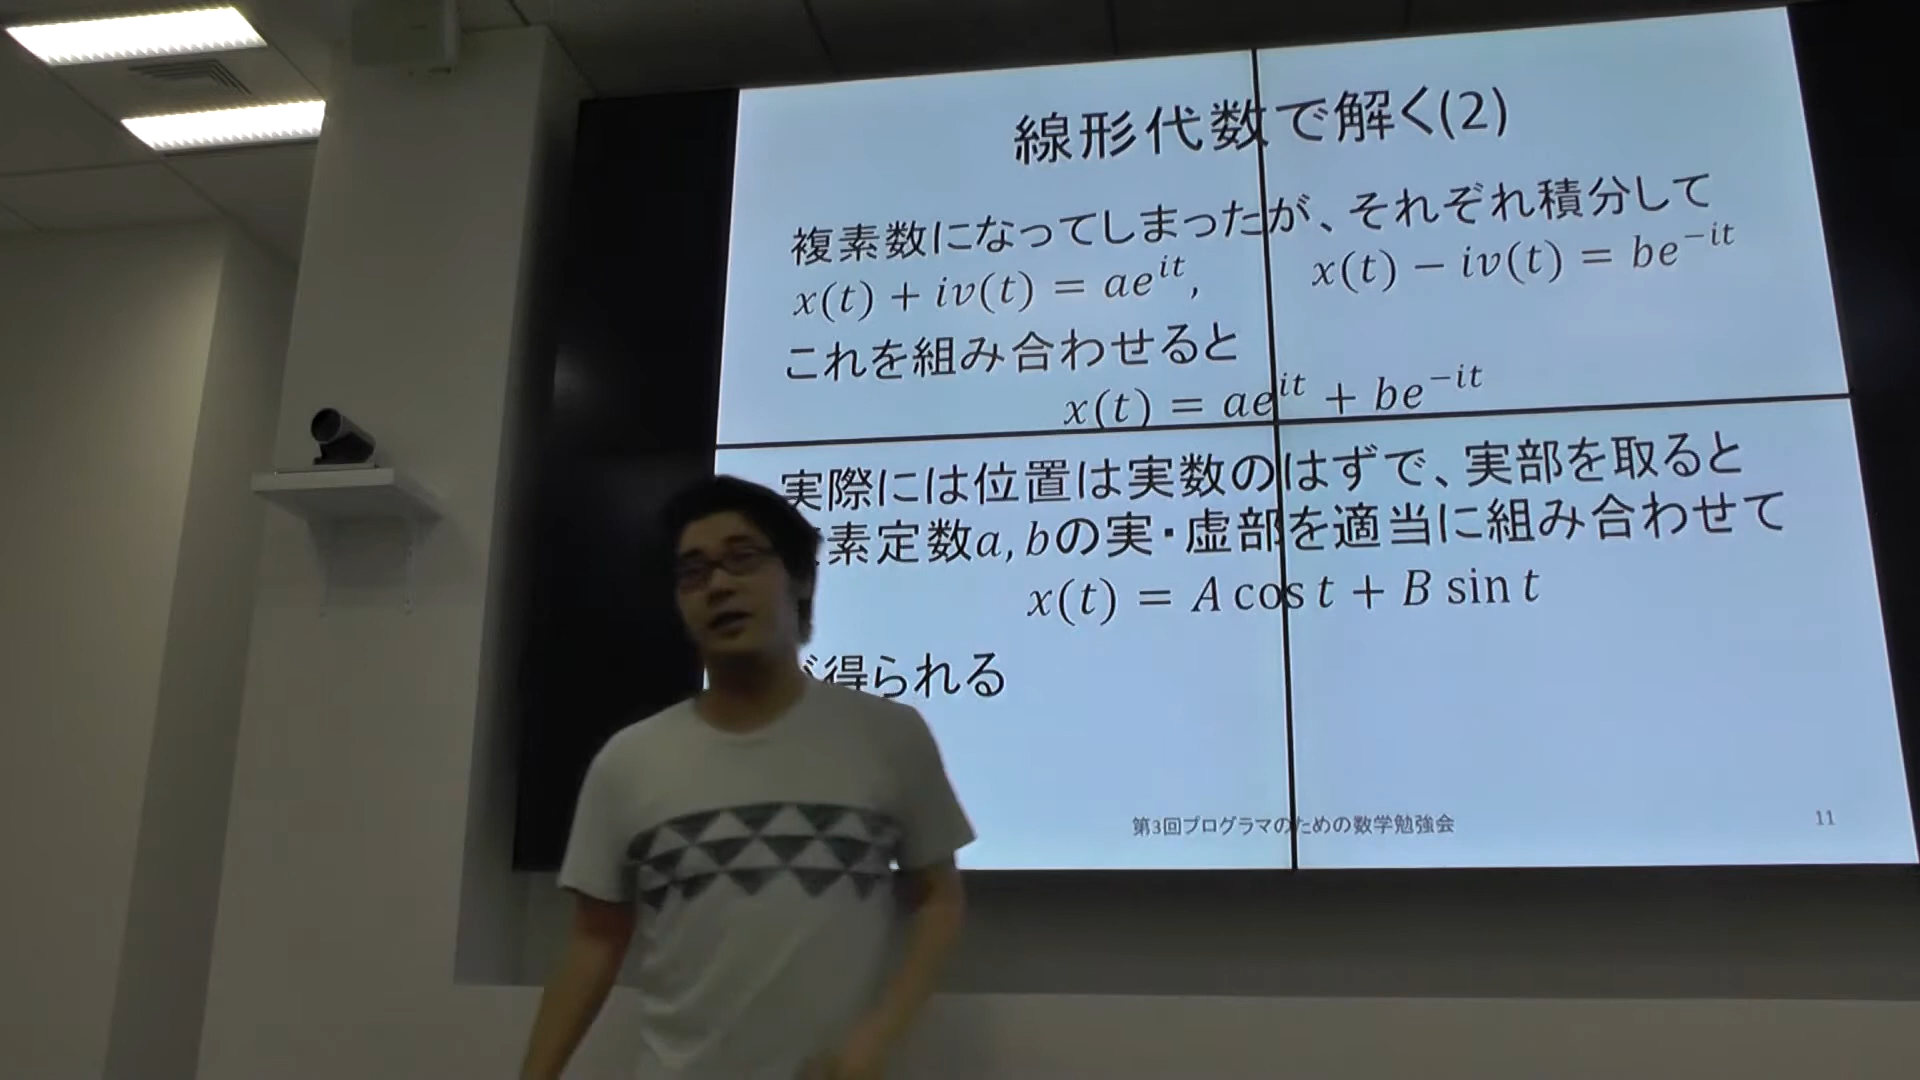 線形代数で解く(2)
複素数になってしまったが、それぞれ積分して
x(t) + iv(t) = ae^{it}, x(t) − iv(t) = be^{−it}
これを組み合わせると
x(t) = ae^{it} + be^{−it}
実際には位置は実数のはずで、実部を取ると
素定数a, bの実・虚部を適当に組み合わせて
x(t) = A cos t + B sin t
が得られる
第3回プログラマのための数学勉強会
11